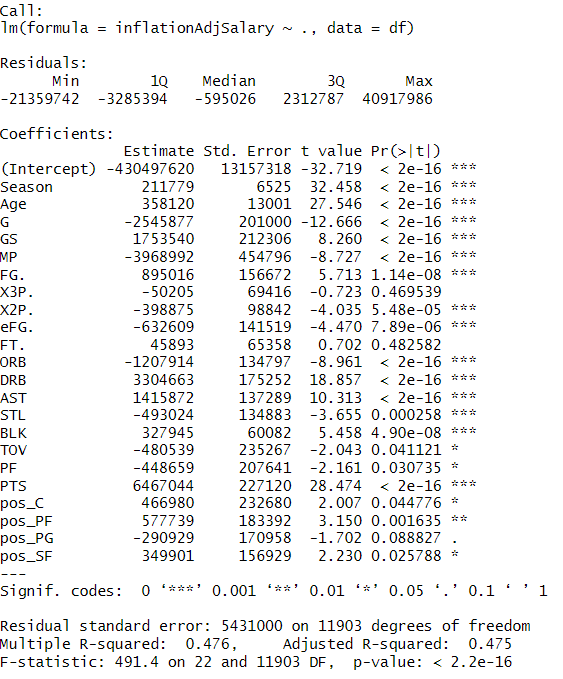 Call:
lm(formula = inflationAdjSalary ~ ., data = df)
Residuals:
Min 1Q Median 3Q Max
-21359742 -3285394 -595026 2312787 40917986
Coefficients:
Estimate Std. Error t value Pr(>|t|)
(Intercept) -430497620 13157318 -32.719 < 2e-16 ***
Season 211779 6525 32.458 < 2e-16 ***
Age 358120 13001 27.546 < 2e-16 ***
G -2545877 201000 -12.666 < 2e-16 ***
GS 1753540 212306 8.260 < 2e-16 ***
MP -3968992 454796 -8.727 < 2e-16 ***
FG. 895016 156672 5.713 1.14e-08 ***
X3P. -50205 69416 -0.723 0.469539
X2P. -398875 98842 -4.035 5.48e-05 ***
eFG. -632609 141519 -4.470 7.89e-06 ***
FT. 45893 65358 0.702 0.482582
ORB -1207914 134797 -8.961 < 2e-16 ***
DRB 3304663 175252 18.857 < 2e-16 ***
AST 1415872 137289 10.313 < 2e-16 ***
STL -493024 134883 -3.655 0.000258 ***
BLK 327945 60082 5.458 4.90e-08 ***
TOV -480539 235267 -2.043 0.041121 *
PF -448659 207641 -2.161 0.030735 *
PTS 6467044 227120 28.474 < 2e-16 ***
pos_C 466980 232680 2.007 0.044776 *
pos_PF 577739 183392 3.150 0.001635 **
pos_PG -290929 170958 -1.702 0.088827 .
pos_SF 349901 156929 2.230 0.025788 *
---
Signif. codes: 0 ‘***’ 0.001 ‘**’ 0.01 ‘*’ 0.05 ‘.’ 0.1 ‘ ’ 1
Residual standard error: 5431000 on 11903 degrees of freedom
Multiple R-squared: 0.476, Adjusted R-squared: 0.475
F-statistic: 491.4 on 22 and 11903 DF, p-value: < 2.2e-16